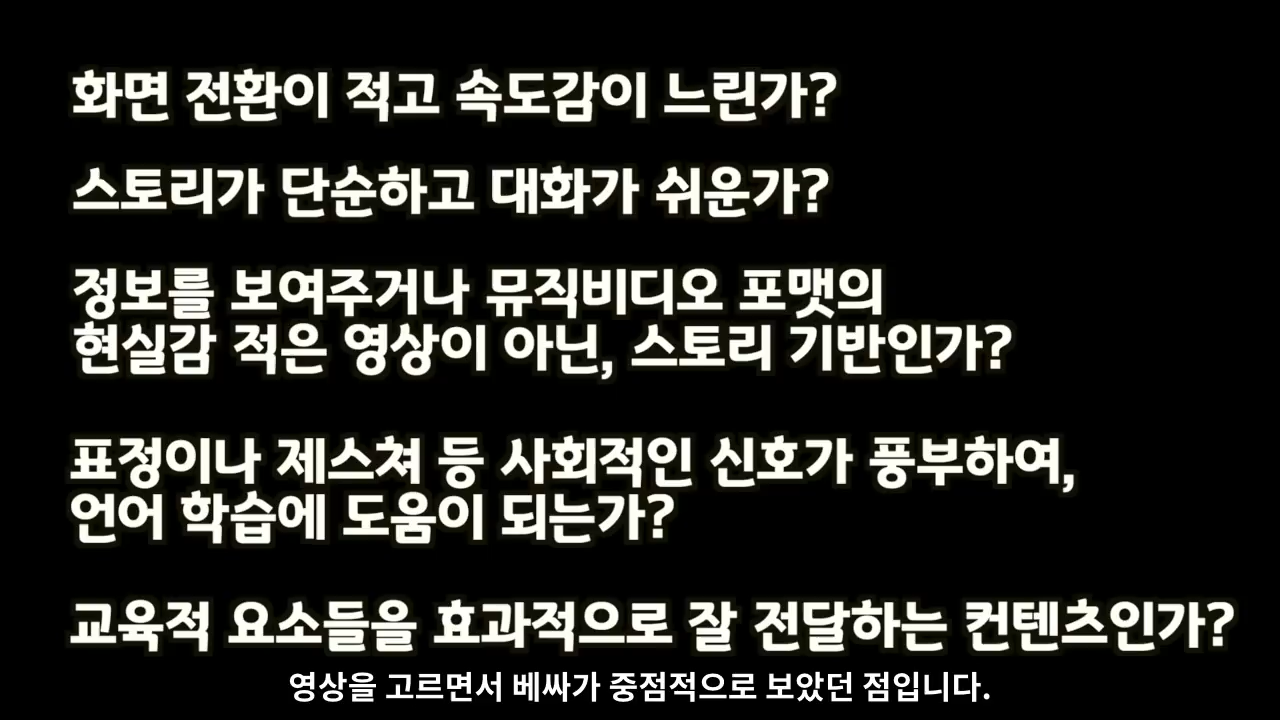 화면 전환이 적고 속도감이 느린가?
스토리가 단순하고 대화가 쉬운가?
정보를 보여주거나 뮤직비디오 포맷의
현실감 적은 영상이 아닌, 스토리 기반인가?
표정이나 제스쳐 등 사회적인 신호가 풍부하여,
언어 학습에 도움이 되는가?
교육적 요소들을 효과적으로 잘 전달하는 컨텐츠인가?
영상을 고르면서 베싸가 중점적으로 보았던 점입니다.